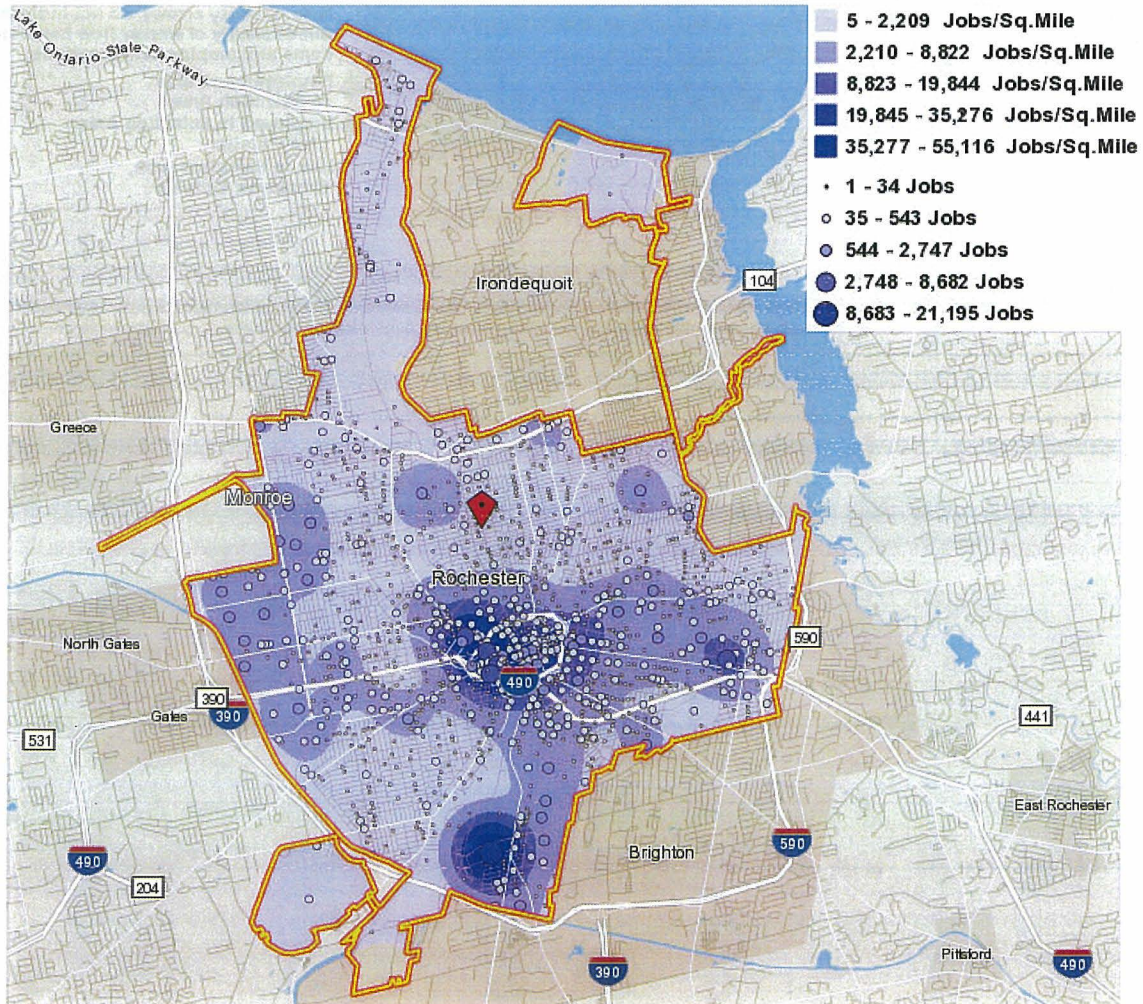 5 - 2,209 Jobs/Sq.Mile
2,210 - 8,822 Jobs/Sq.Mile
8,823 - 19,844 Jobs/Sq.Mile
19,845 - 35,276 Jobs/Sq.Mile
35,277 - 55,116 Jobs/Sq.Mile
1 - 34 Jobs
35 - 543 Jobs
544 - 2,747 Jobs
2,748 - 8,682 Jobs
8,683 - 21,195 Jobs
Lake Ontario State Parkway
Irondequoit
104
Greece
Monroe
Rochester
North Gates
590
490
390
390
Gates
531
441
East Rochester
Brighton
590
490
204
Pittsford
390
490